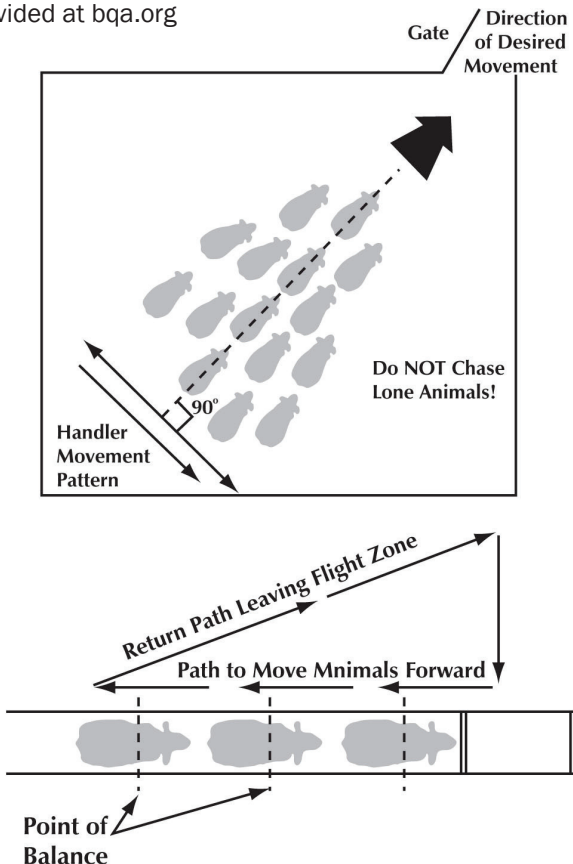 vided at bqa.org
Gate
Direction
of Desired
Movement
Do NOT Chase
Lone Animals!
90°
Handler
Movement
Pattern
Return Path Leaving Flight Zone
Path to Move Mnimals Forward
Point of
Balance